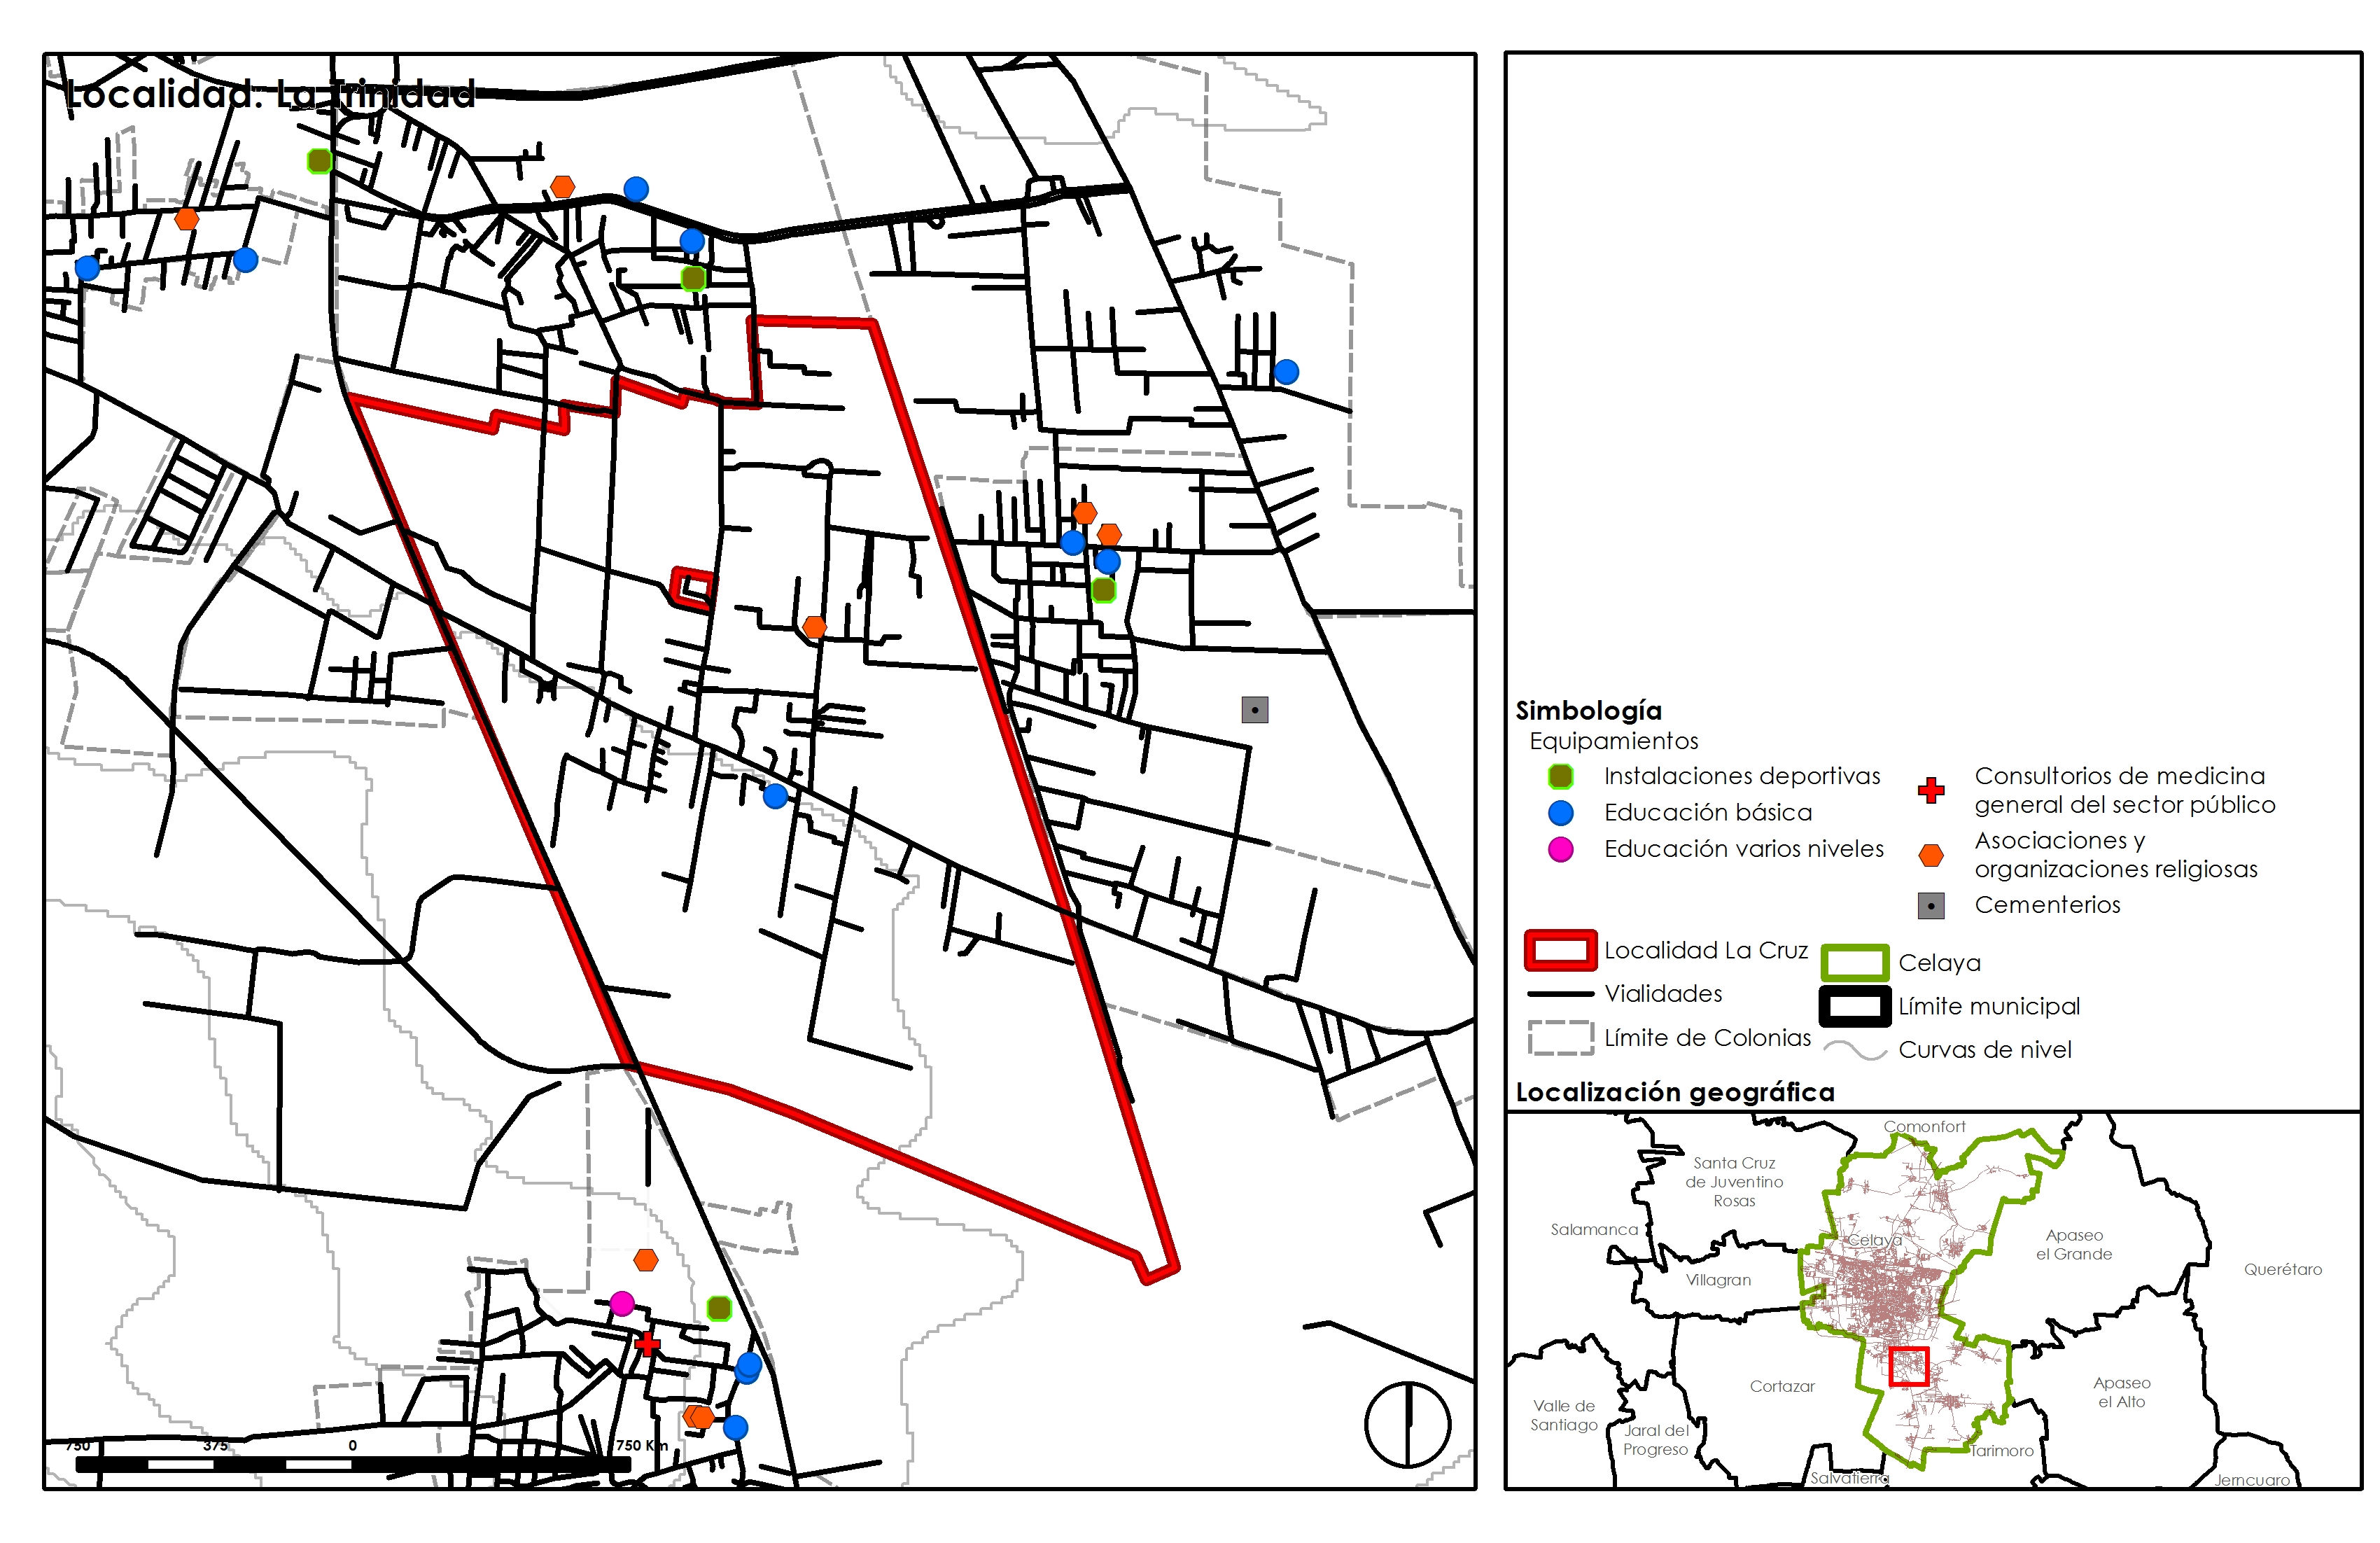 Localidad. La Trinidad
750 375 0 750 Km
Simbología
Equipamientos
Instalaciones deportivas
Educación básica
Educación varios niveles
Consultorios de medicina
general del sector público
Asociaciones y
organizaciones religiosas
Cementerios
Localidad La Cruz
Vialidades
Límite de Colonias
Celaya
Límite municipal
Curvas de nivel
Localización geográfica
Comonfort
Santa Cruz
de Juventino
Rosas
Salamanca
Celaya
Apaseo
el Grande
Villagran
Querétaro
Cortazar
Apaseo
el Alto
Valle de
Santiago
Jaral del
Progreso
Tarimoro
Salvatierra
Jerncuaro